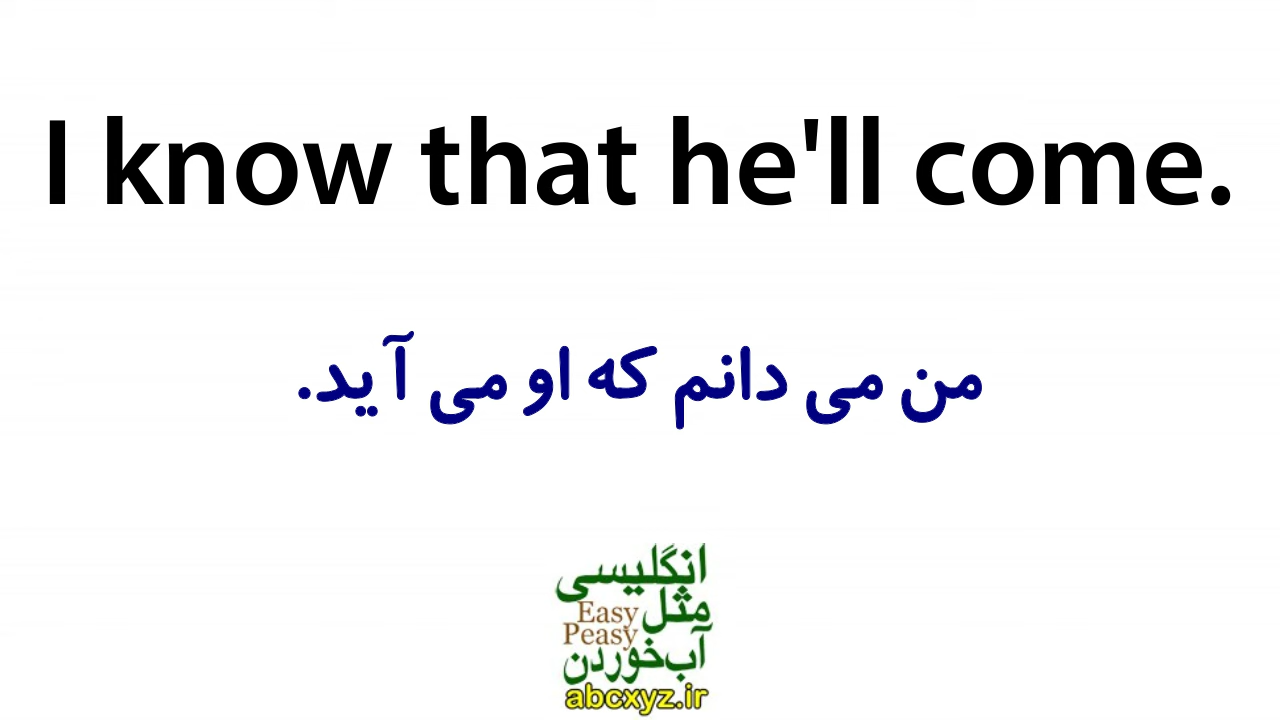 I know that he'll come.
من می دانم که او می آید.
انگلیسی
مثل
Easy
Peasy
آب‌خوردن
abcxyz.ir